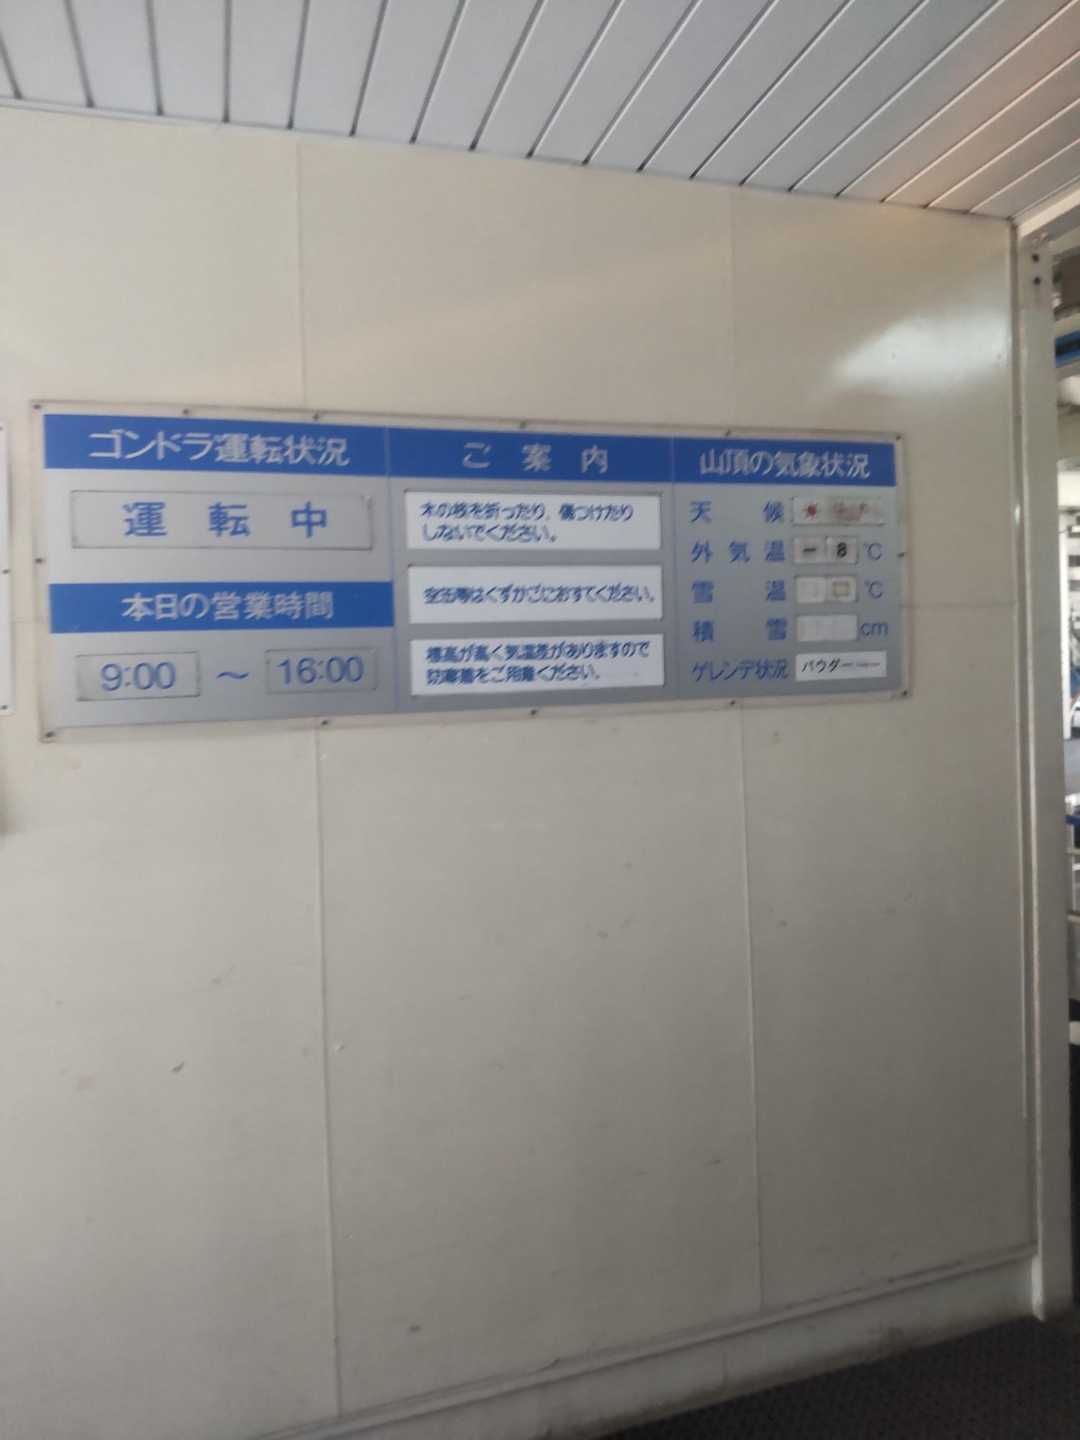 ゴンドラ運転状況
運 転 中
本日の営業時間
9:00 ～ 16:00
ご 案 内
木の枝を折ったり、傷つけたり
しないでください。
空缶等はくずかごにおすてください。
標高が高く気温差がありますので
防寒着をご用意ください。
山頂の気象状況
天 候
外 気 温 － 8 ℃
雪 温 ℃
積 雪 cm
ゲレンデ状況 パウダー